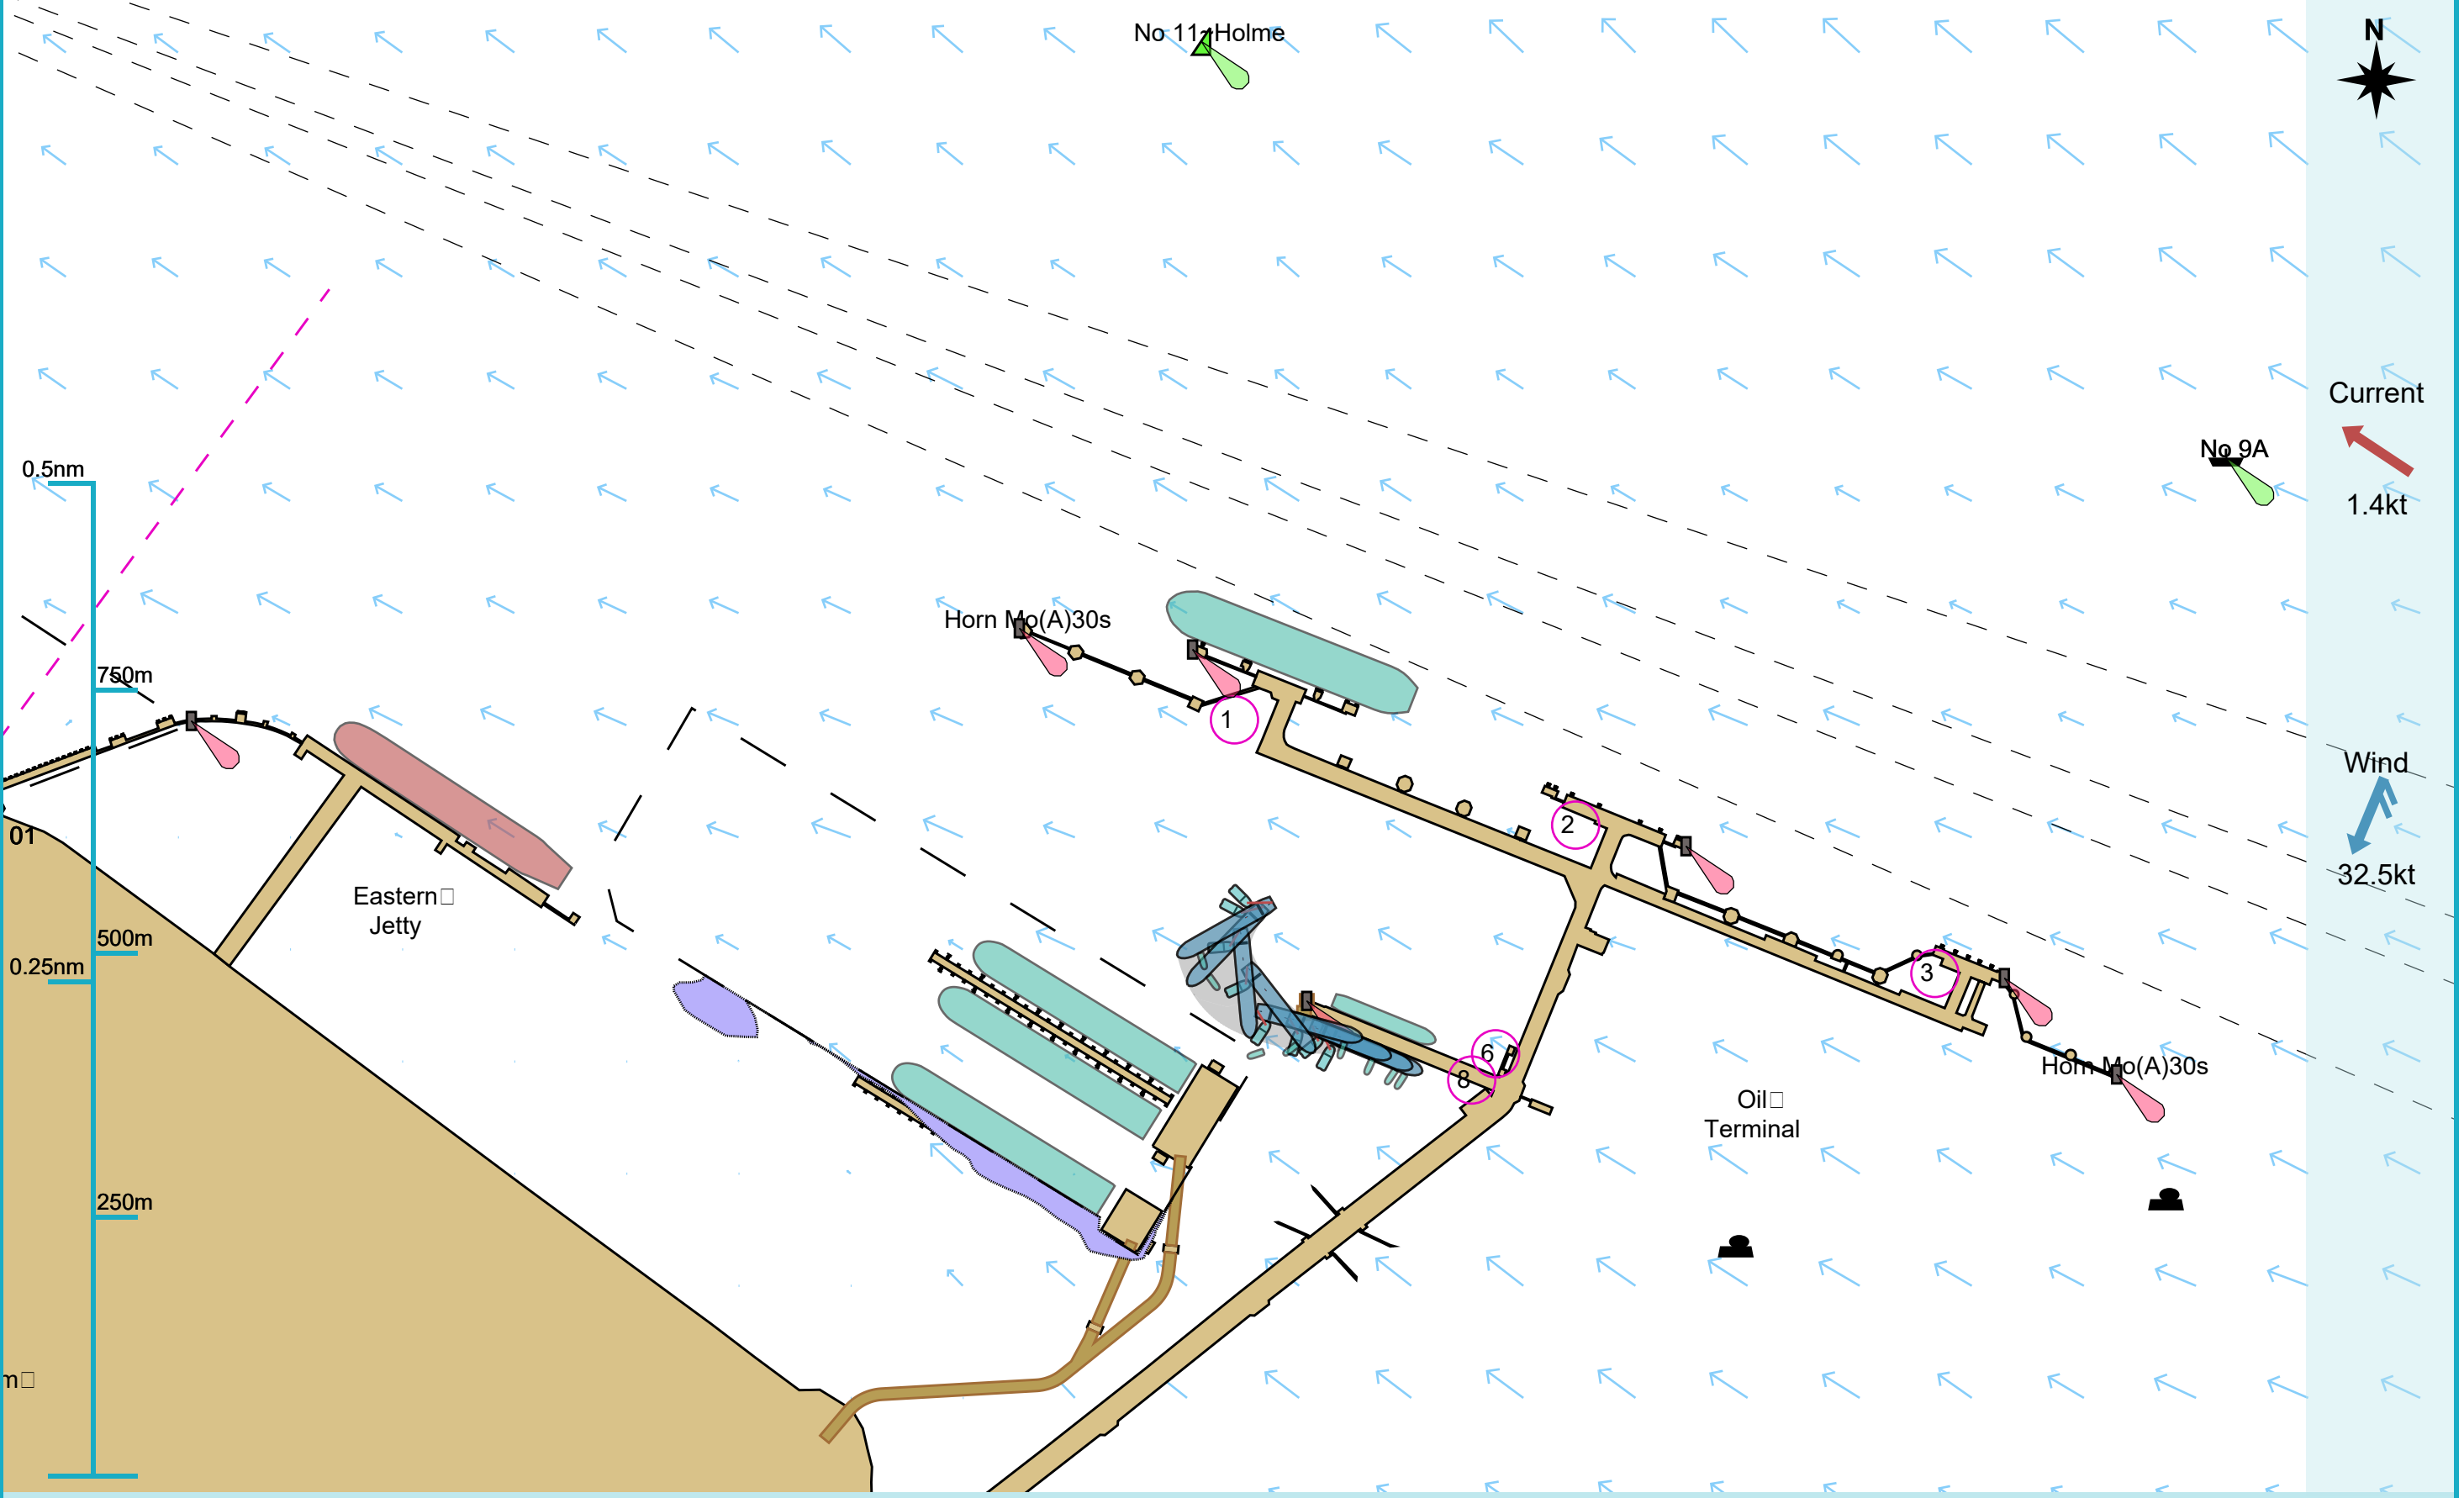 No 11 Holme
N
Current
1.4kt
No 9A
0.5nm
Horn Mo(A)30s
750m
1
Wind
32.5kt
2
01
Eastern
Jetty
500m
0.25nm
3
6
8
Horn Mo(A)30s
Oil
Terminal
250m
m